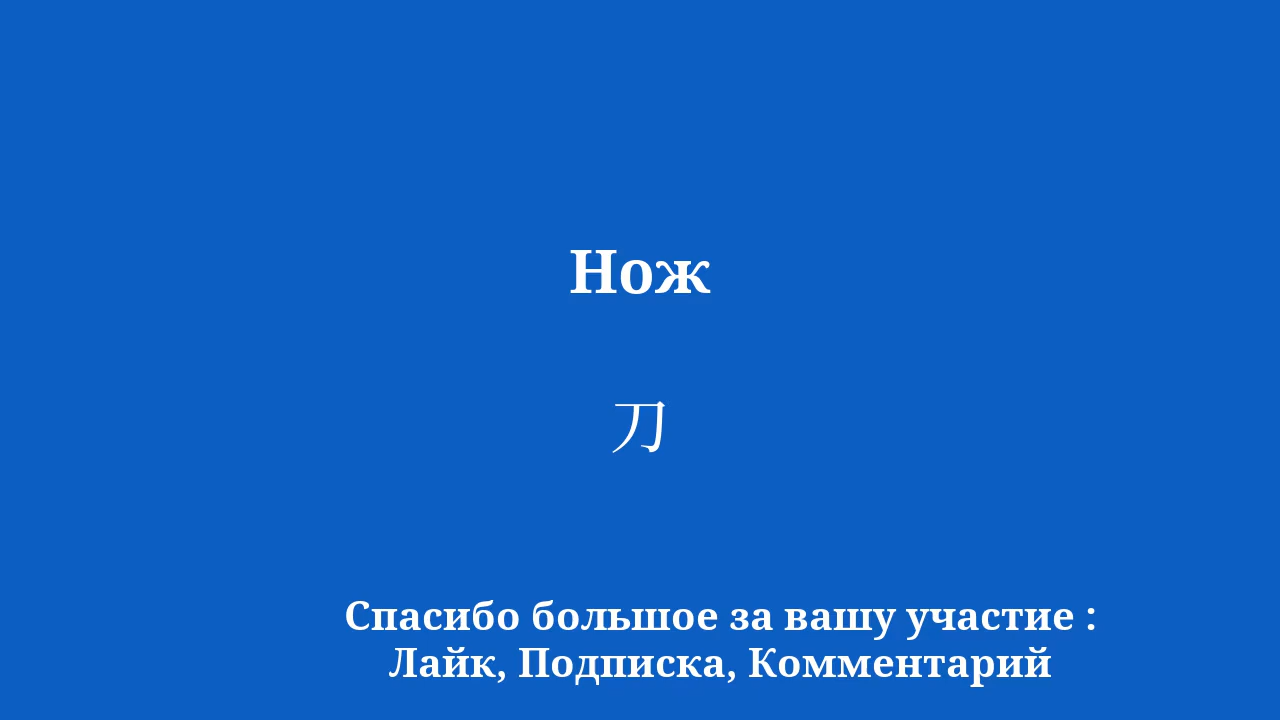 Нож
刀
Спасибо большое за вашу участие :
Лайк, Подписка, Комментарий